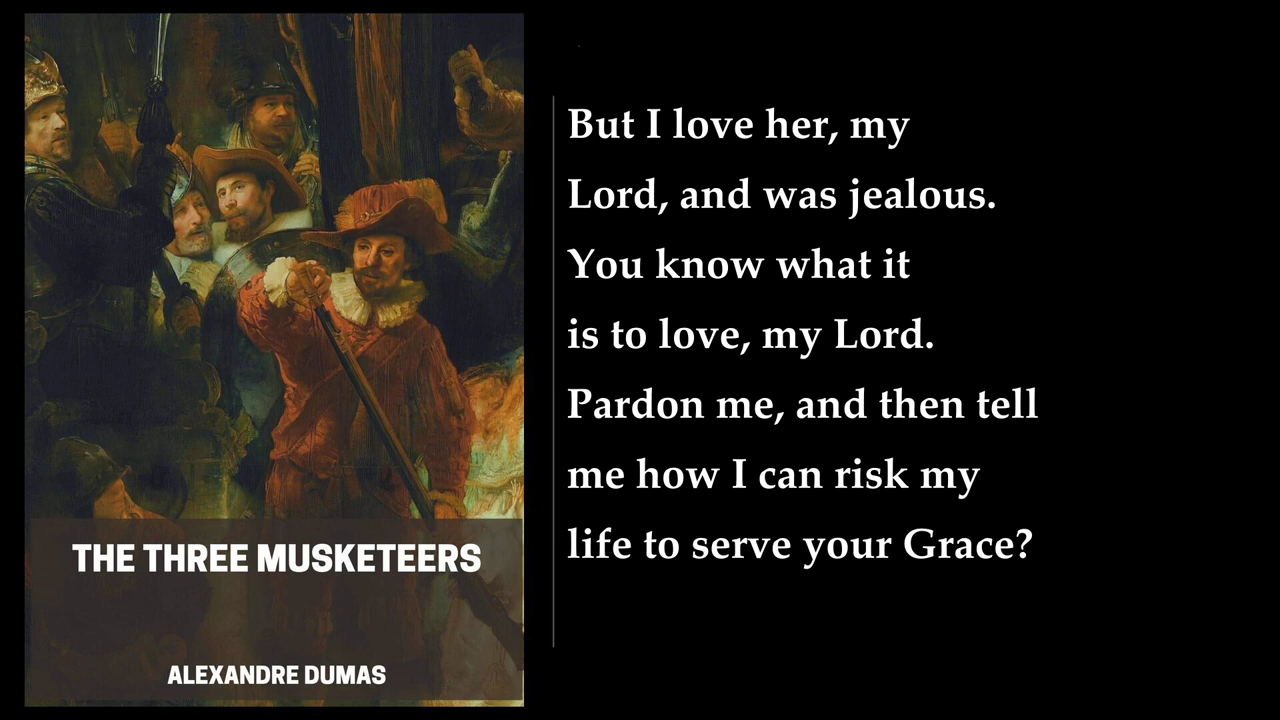 THE THREE MUSKETEERS
ALEXANDRE DUMAS
But I love her, my
Lord, and was jealous.
You know what it
is to love, my Lord.
Pardon me, and then tell
me how I can risk my
life to serve your Grace?